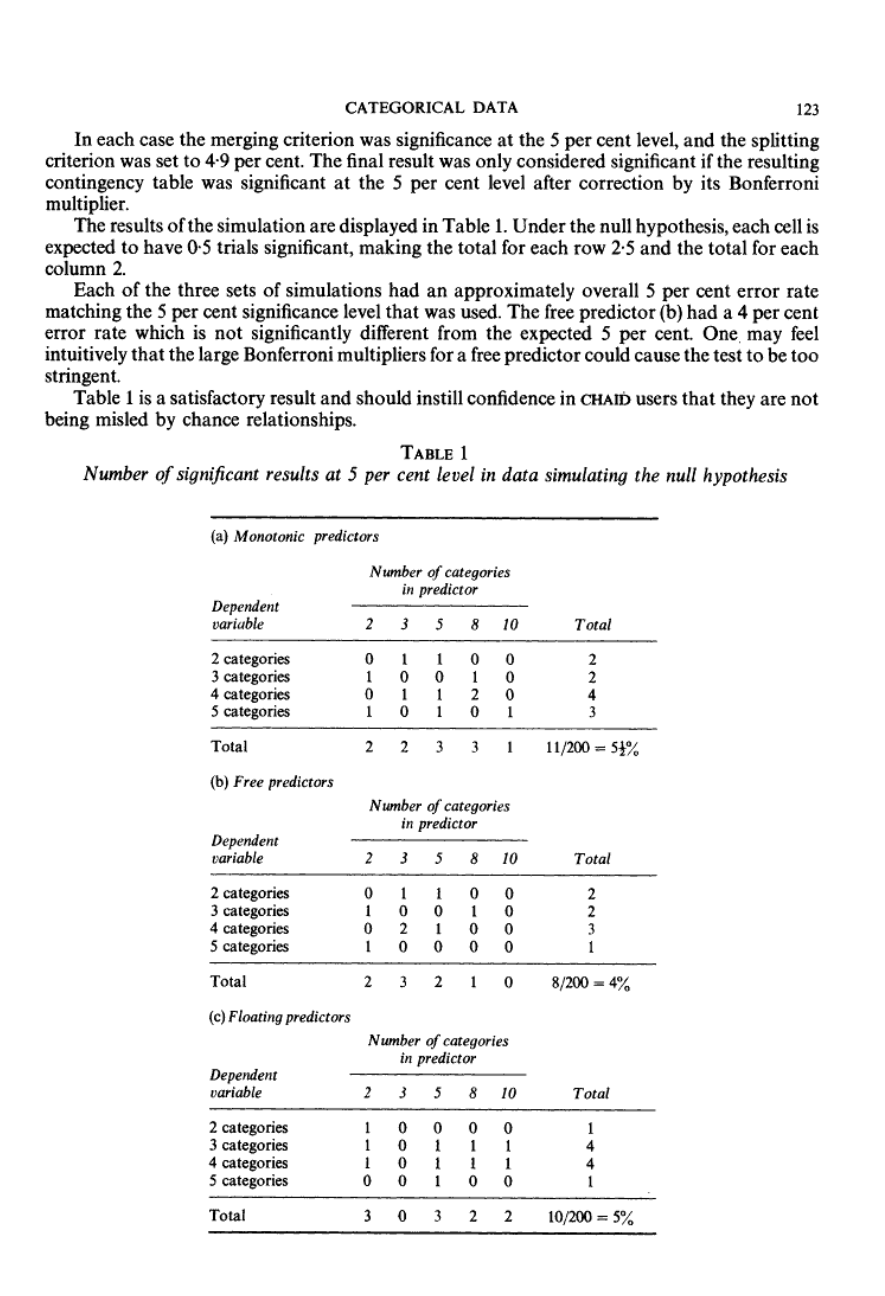 CATEGORICAL DATA 123
In each case the merging criterion was significance at the 5 per cent level, and the splitting
criterion was set to 4·9 per cent. The final result was only considered significant if the resulting
contingency table was significant at the 5 per cent level after correction by its Bonferroni
multiplier.
The results of the simulation are displayed in Table 1. Under the null hypothesis, each cell is
expected to have 0·5 trials significant, making the total for each row 2·5 and the total for each
column 2.
Each of the three sets of simulations had an approximately overall 5 per cent error rate
matching the 5 per cent significance level that was used. The free predictor (b) had a 4 per cent
error rate which is not significantly different from the expected 5 per cent. One may feel
intuitively that the large Bonferroni multipliers for a free predictor could cause the test to be too
stringent.
Table 1 is a satisfactory result and should instill confidence in CHAID users that they are not
being misled by chance relationships.
TABLE 1
Number of significant results at 5 per cent level in data simulating the null hypothesis
(a) Monotonic predictors
Number of categories
in predictor
Dependent
variable 2 3 5 8 10 Total
2 categories 0 1 1 0 0 2
3 categories 1 0 0 1 0 2
4 categories 0 1 1 2 0 4
5 categories 1 0 1 0 1 3
Total 2 2 3 3 1 11/200 = 5½%
(b) Free predictors
Number of categories
in predictor
Dependent
variable 2 3 5 8 10 Total
2 categories 0 1 1 0 0 2
3 categories 1 0 0 1 0 2
4 categories 0 2 1 0 0 3
5 categories 1 0 0 0 0 1
Total 2 3 2 1 0 8/200 = 4%
(c) Floating predictors
Number of categories
in predictor
Dependent
variable 2 3 5 8 10 Total
2 categories 1 0 0 0 0 1
3 categories 1 0 1 1 1 4
4 categories 1 0 1 1 1 4
5 categories 0 0 1 0 0 1
Total 3 0 3 2 2 10/200 = 5%